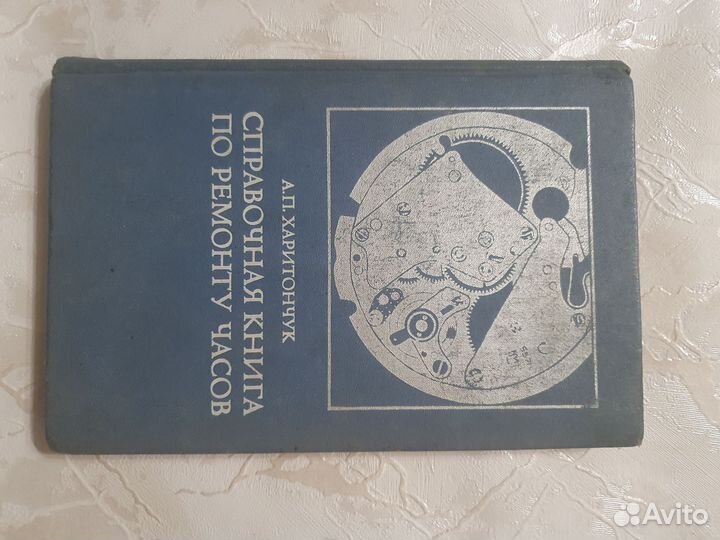 А.П. ХАРИТОНЧУК
СПРАВОЧНАЯ КНИГА
ПО РЕМОНТУ ЧАСОВ
Avito